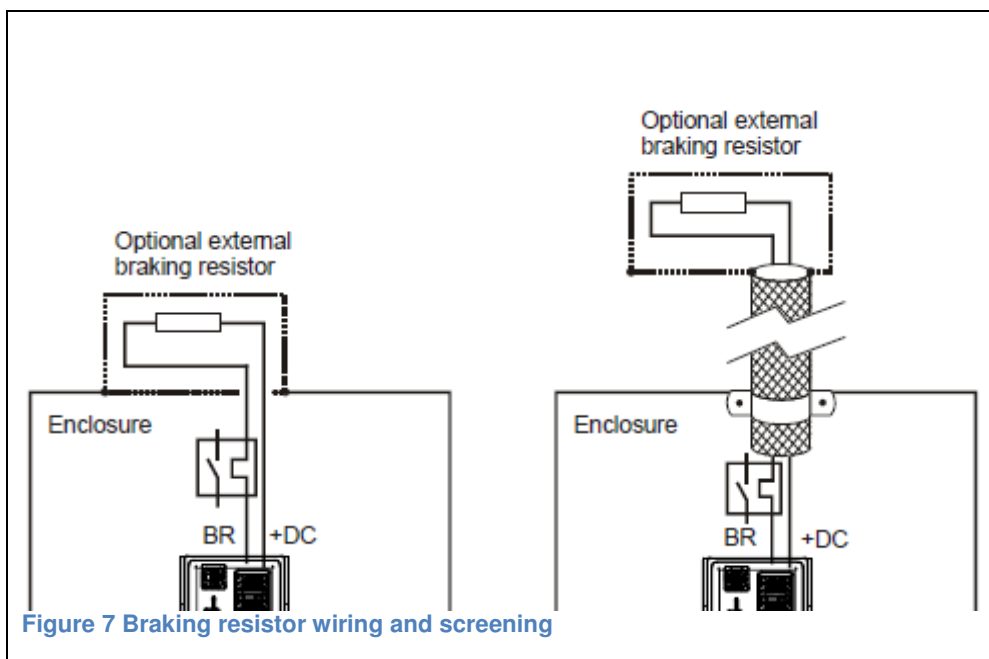 Optional external
braking resistor
Enclosure
BR +DC
Optional external
braking resistor
Enclosure
BR +DC
Figure 7 Braking resistor wiring and screening